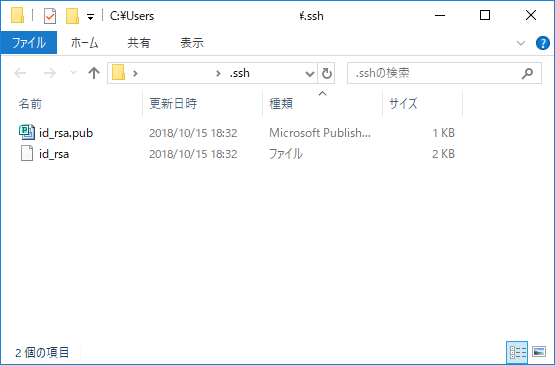 C:¥Users ¥.ssh
ファイル ホーム 共有 表示
.ssh .sshの検索
名前 更新日時 種類 サイズ
id_rsa.pub 2018/10/15 18:32 Microsoft Publish... 1 KB
id_rsa 2018/10/15 18:32 ファイル 2 KB
2 個の項目